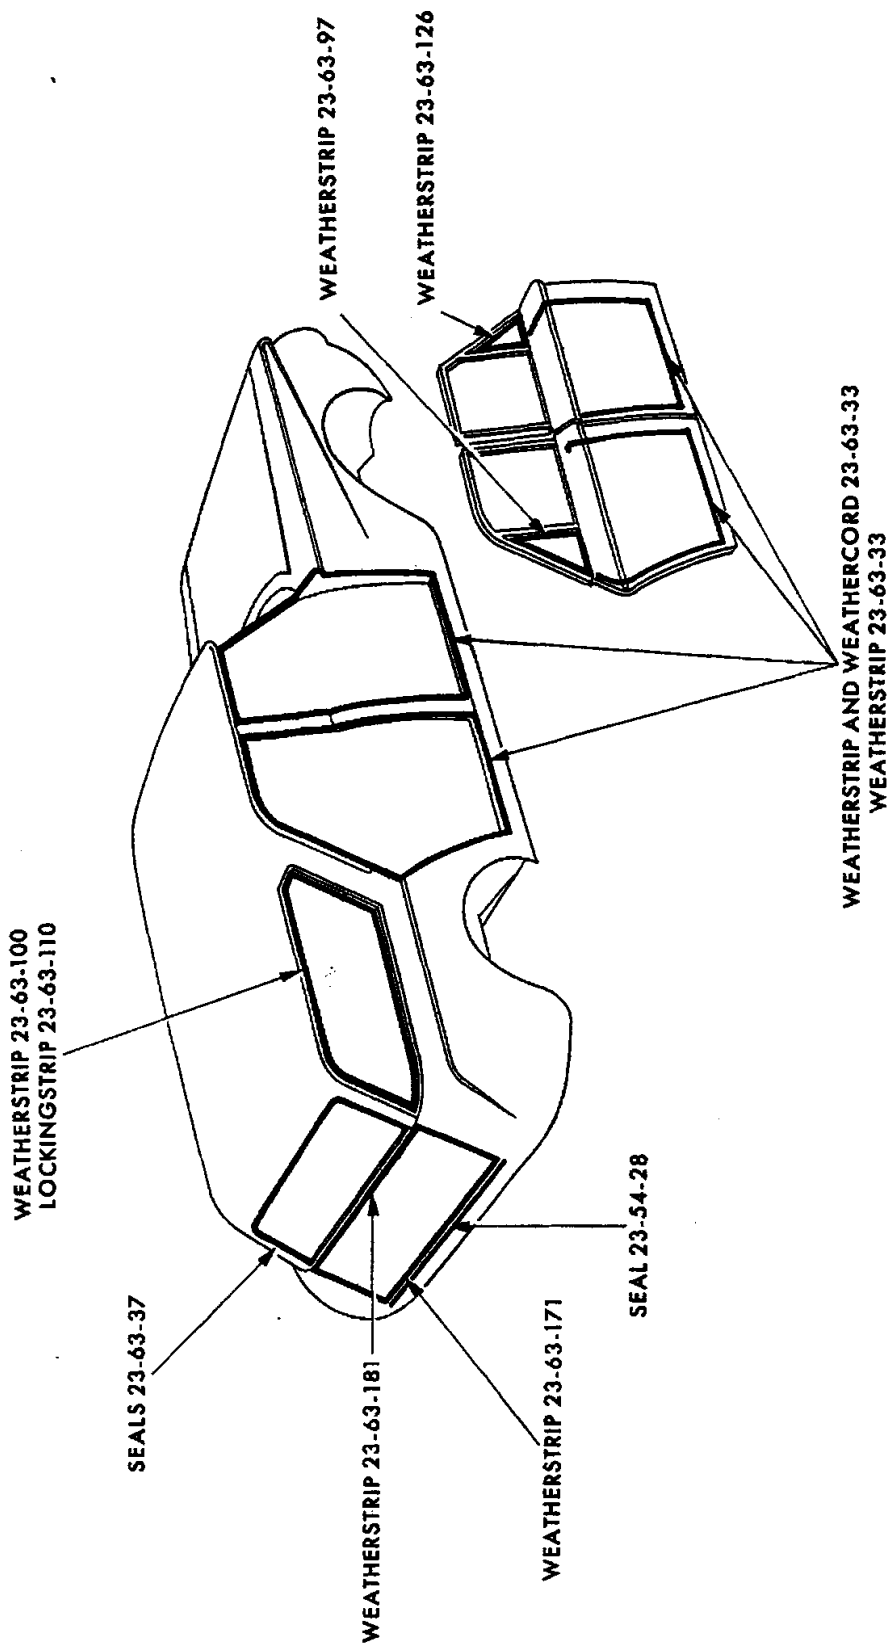 WEATHERSTRIP 23-63-100
LOCKINGSTRIP 23-63-110
SEALS 23-63-37
WEATHERSTRIP 23-63-97
WEATHERSTRIP 23-63-126
WEATHERSTRIP 23-63-181
WEATHERSTRIP 23-63-171
SEAL 23-54-28
WEATHERSTRIP AND WEATHERCORD 23-63-33
WEATHERSTRIP 23-63-33